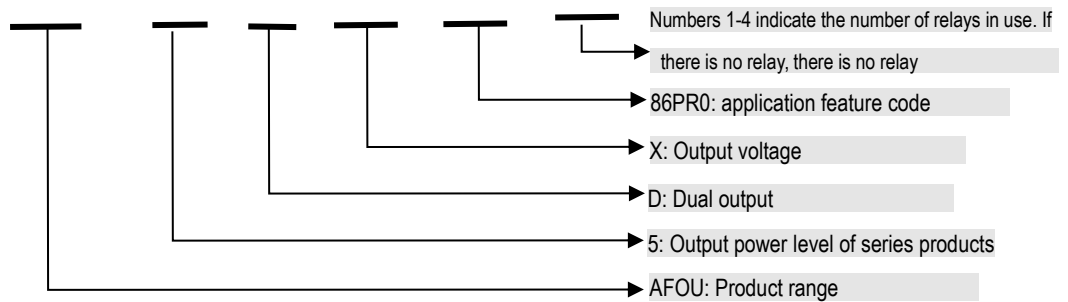 Numbers 1-4 indicate the number of relays in use. If
there is no relay, there is no relay
86PR0: application feature code
X: Output voltage
D: Dual output
5: Output power level of series products
AFOU: Product range